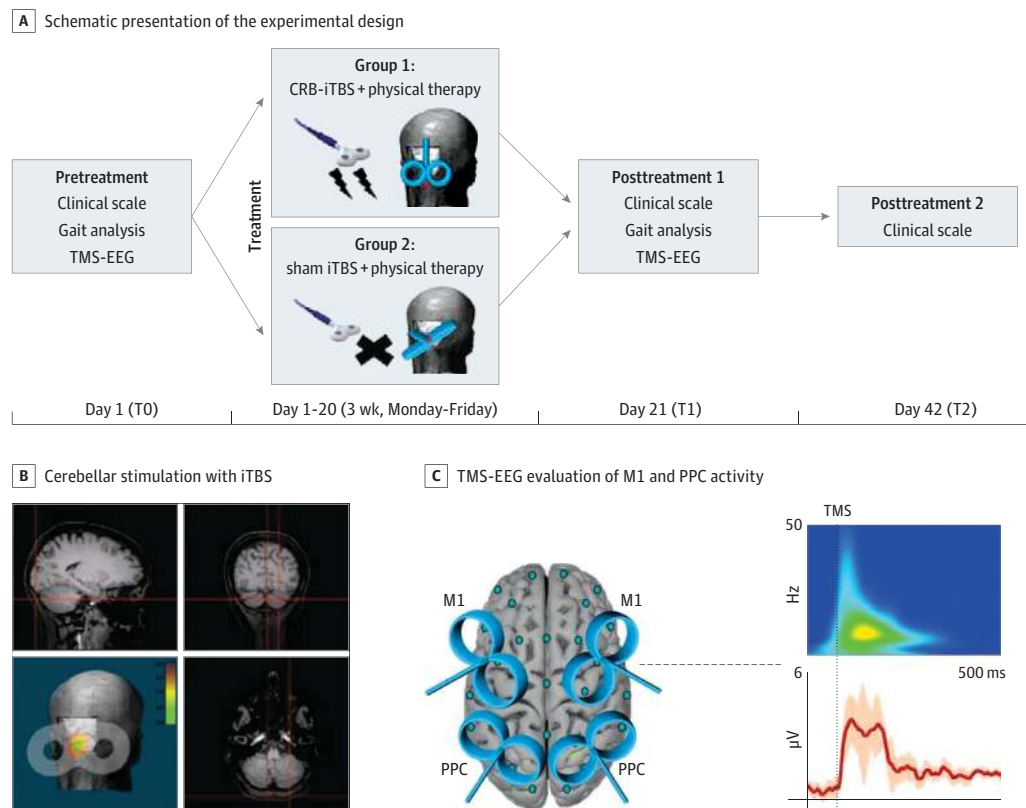 A Schematic presentation of the experimental design
Pretreatment
Clinical scale
Gait analysis
TMS-EEG
Treatment
Group 1:
CRB-iTBS + physical therapy
Group 2:
sham iTBS + physical therapy
Posttreatment 1
Clinical scale
Gait analysis
TMS-EEG
Posttreatment 2
Clinical scale
Day 1 (T0)
Day 1-20 (3 wk, Monday-Friday)
Day 21 (T1)
Day 42 (T2)
B Cerebellar stimulation with iTBS
C TMS-EEG evaluation of M1 and PPC activity
M1
M1
PPC
PPC
TMS
50
Hz
500 ms
6
µV